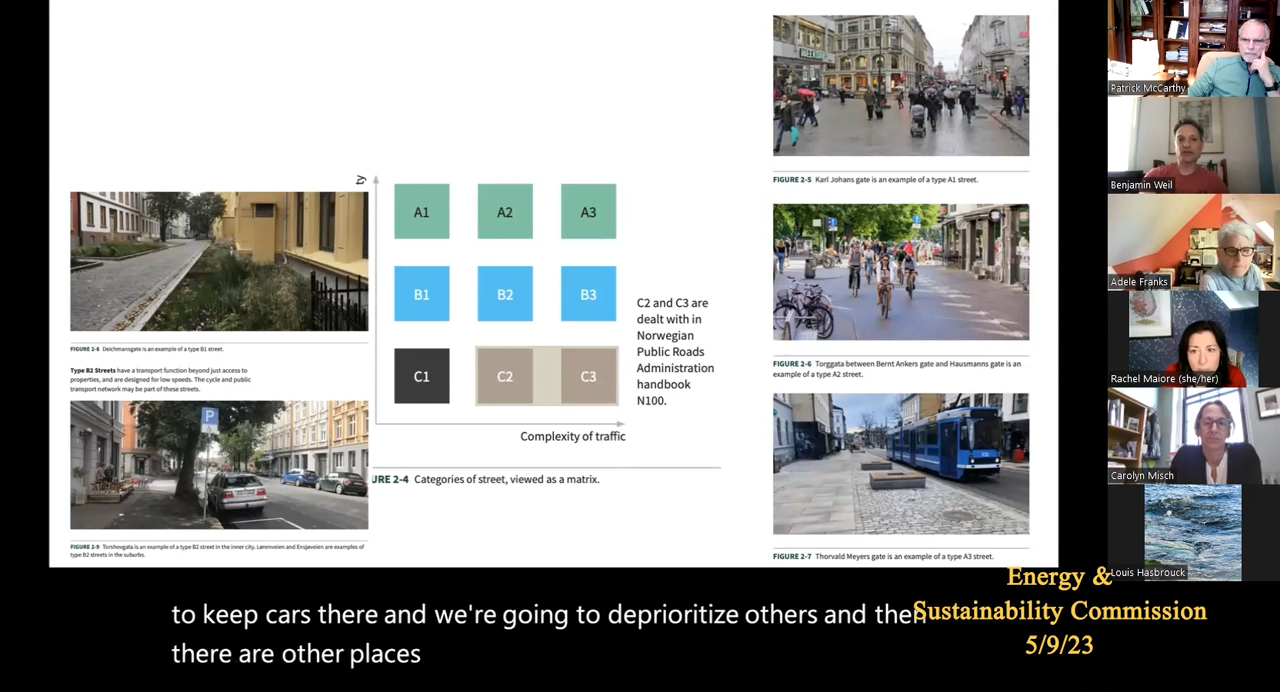 FIGURE 2-8 Deichmansgate is an example of a type B1 street.
Type B2 Streets have a transport function beyond just access to
properties, and are designed for low speeds. The cycle and public
transport network may be part of these streets.
P
FIGURE 2-9 Torshovgata is an example of a type B2 street in the inner city. Lørenveien and Ensjøveien are examples of
type B2 streets in the suburbs.
A1 A2 A3
B1 B2 B3
C1 C2 C3
Complexity of traffic
URE 2-4 Categories of street, viewed as a matrix.
C2 and C3 are
dealt with in
Norwegian
Public Roads
Administration
handbook
N100.
FIGURE 2-5 Karl Johans gate is an example of a type A1 street.
FIGURE 2-6 Torggata between Bernt Ankers gate and Hausmanns gate is an
example of a type A2 street.
FIGURE 2-7 Thorvald Meyers gate is an example of a type A3 street.
Patrick McCarthy
Benjamin Weil
Adele Franks
Rachel Maiore (she/her)
Carolyn Misch
Louis Hasbrouck
to keep cars there and we're going to deprioritize others and then
there are other places
Energy &
Sustainability Commission
5/9/23